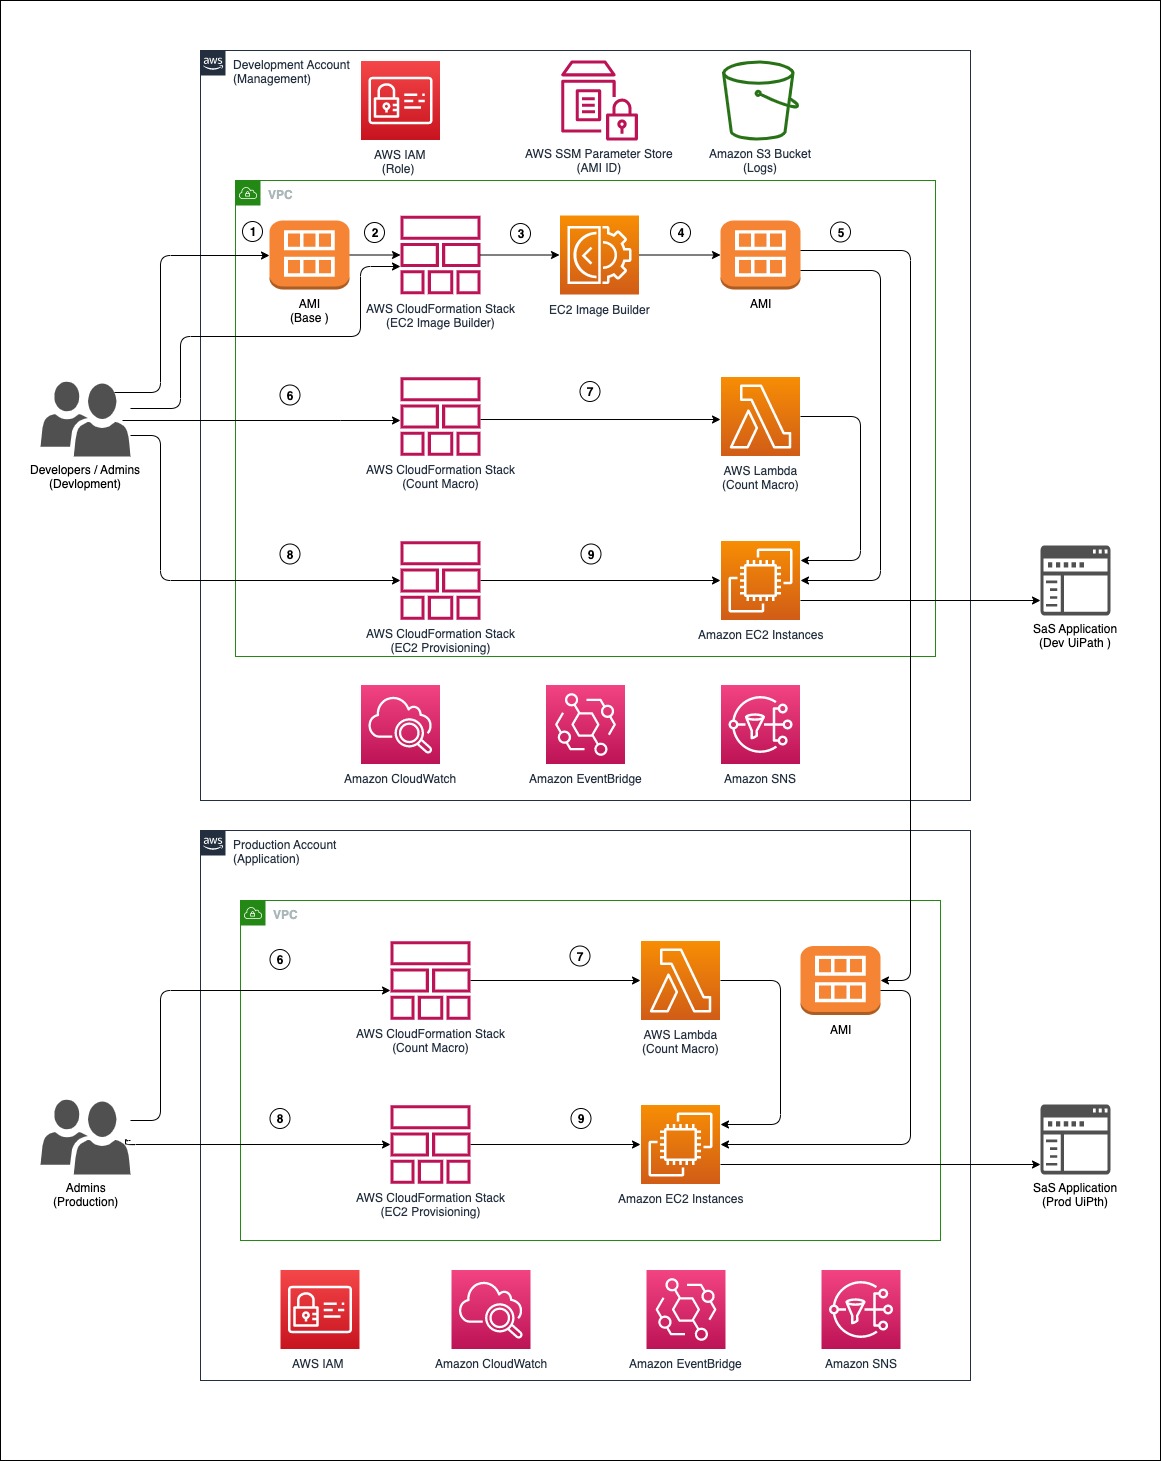 aws
Development Account
(Management)
AWS IAM
(Role)
AWS SSM Parameter Store
(AMI ID)
Amazon S3 Bucket
(Logs)
VPC
1
2
3
4
5
AMI
(Base )
AWS CloudFormation Stack
(EC2 Image Builder)
EC2 Image Builder
AMI
6
7
Developers / Admins
(Devlopment)
AWS CloudFormation Stack
(Count Macro)
AWS Lambda
(Count Macro)
8
9
AWS CloudFormation Stack
(EC2 Provisioning)
Amazon EC2 Instances
SaS Application
(Dev UiPath )
Amazon CloudWatch
Amazon EventBridge
Amazon SNS
aws
Production Account
(Application)
VPC
6
7
AWS CloudFormation Stack
(Count Macro)
AWS Lambda
(Count Macro)
AMI
8
9
Admins
(Production)
AWS CloudFormation Stack
(EC2 Provisioning)
Amazon EC2 Instances
SaS Application
(Prod UiPth)
AWS IAM
Amazon CloudWatch
Amazon EventBridge
Amazon SNS